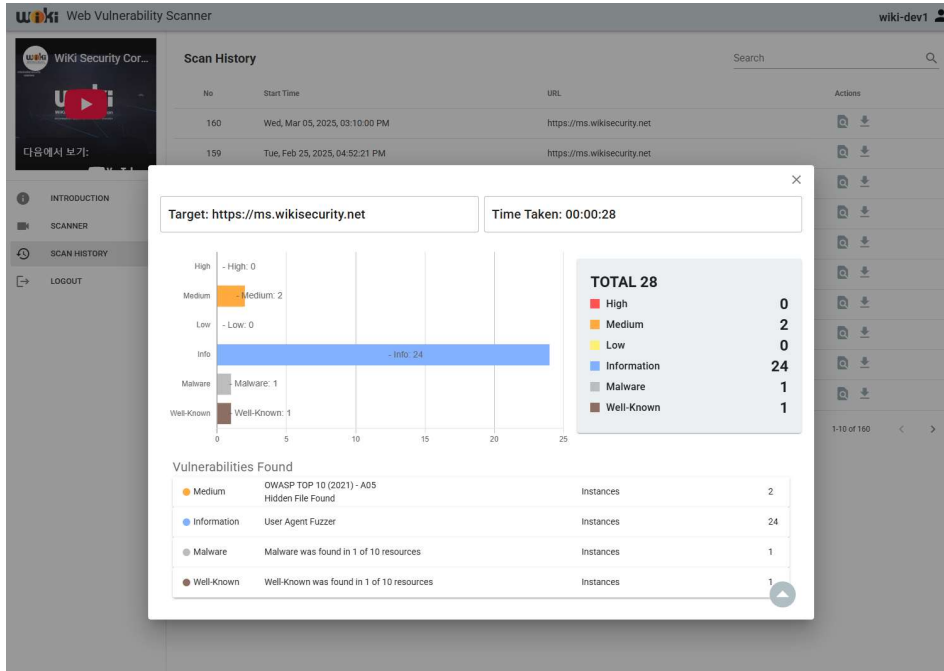 wiki Web Vulnerability Scanner
wiki-dev1
WiKi Security Cor...
다음에서 보기:
INTRODUCTION
SCANNER
SCAN HISTORY
LOGOUT
Scan History
Search
No Start Time URL Actions
160 Wed, Mar 05, 2025, 03:10:00 PM https://ms.wikisecurity.net
159 Tue, Feb 25, 2025, 04:52:21 PM https://ms.wikisecurity.net
1-10 of 160
Target: https://ms.wikisecurity.net
Time Taken: 00:00:28
High - High: 0
Medium - Medium: 2
Low - Low: 0
Info - Info: 24
Malware - Malware: 1
Well-Known - Well-Known: 1
0 5 10 15 20 25
TOTAL 28
High 0
Medium 2
Low 0
Information 24
Malware 1
Well-Known 1
Vulnerabilities Found
Medium OWASP TOP 10 (2021) - A05 Instances 2
Hidden File Found
Information User Agent Fuzzer Instances 24
Malware Malware was found in 1 of 10 resources Instances 1
Well-Known Well-Known was found in 1 of 10 resources Instances 1